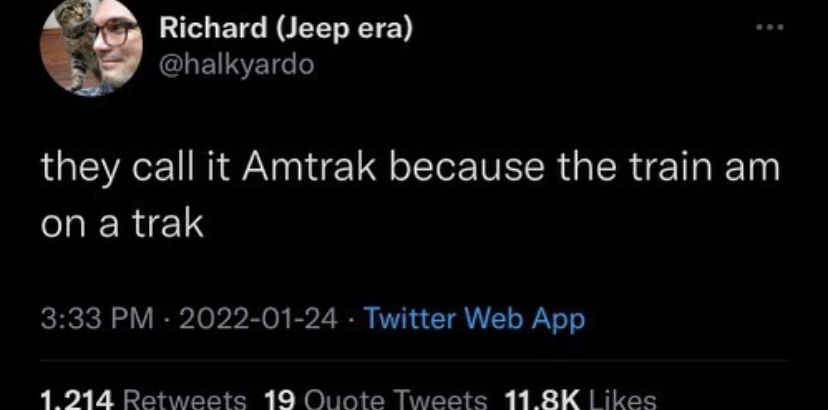 Richard (Jeep era)
@halkyardo
they call it Amtrak because the train am
on a trak
3:33 PM · 2022-01-24 · Twitter Web App
1,214 Retweets 19 Quote Tweets 11.8K Likes